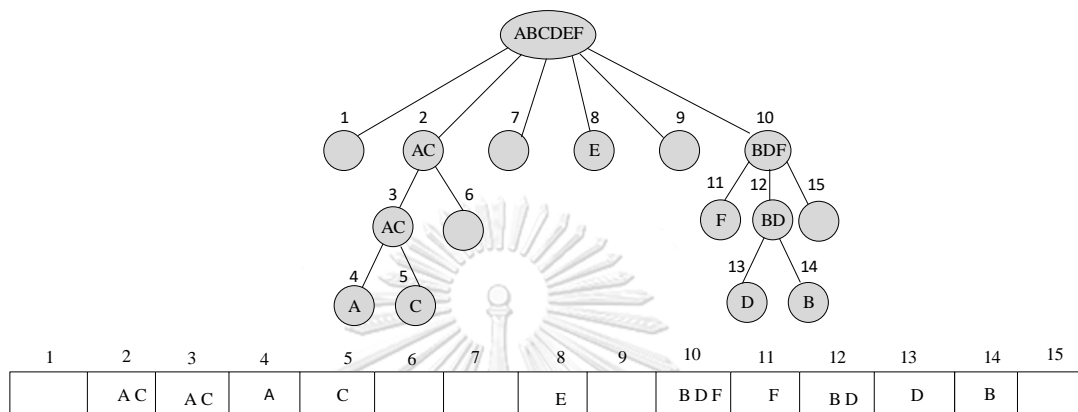 ABCDEF
1 2 7 8 9 10
AC E BDF
3 6 11 12 15
AC F BD
4 5 13 14
A C D B
1 2 3 4 5 6 7 8 9 10 11 12 13 14 15
A C A C A C E B D F F B D D B